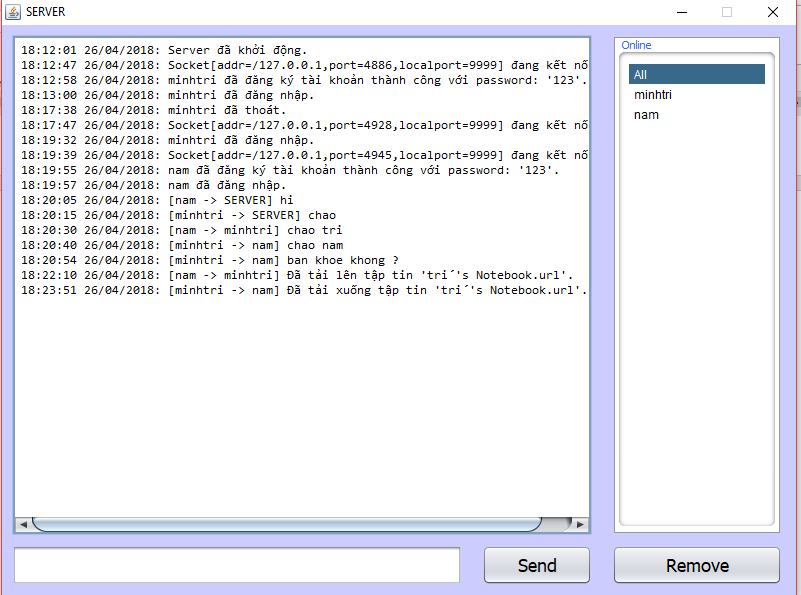 SERVER
18:12:01 26/04/2018: Server đã khởi động.
18:12:47 26/04/2018: Socket[addr=/127.0.0.1,port=4886,localport=9999] đang kết nố
18:12:58 26/04/2018: minhtri đã đăng ký tài khoản thành công với password: '123'.
18:13:00 26/04/2018: minhtri đã đăng nhập.
18:17:38 26/04/2018: minhtri đã thoát.
18:17:47 26/04/2018: Socket[addr=/127.0.0.1,port=4928,localport=9999] đang kết nố
18:19:32 26/04/2018: minhtri đã đăng nhập.
18:19:39 26/04/2018: Socket[addr=/127.0.0.1,port=4945,localport=9999] đang kết nố
18:19:55 26/04/2018: nam đã đăng ký tài khoản thành công với password: '123'.
18:19:57 26/04/2018: nam đã đăng nhập.
18:20:05 26/04/2018: [nam -> SERVER] hi
18:20:15 26/04/2018: [minhtri -> SERVER] chao
18:20:30 26/04/2018: [nam -> minhtri] chao tri
18:20:40 26/04/2018: [minhtri -> nam] chao nam
18:20:54 26/04/2018: [minhtri -> nam] ban khoe khong ?
18:22:10 26/04/2018: [nam -> minhtri] Đã tải lên tập tin 'trí's Notebook.url'.
18:23:51 26/04/2018: [minhtri -> nam] Đã tải xuống tập tin 'trí's Notebook.url'.
Online
All
minhtri
nam
Send
Remove